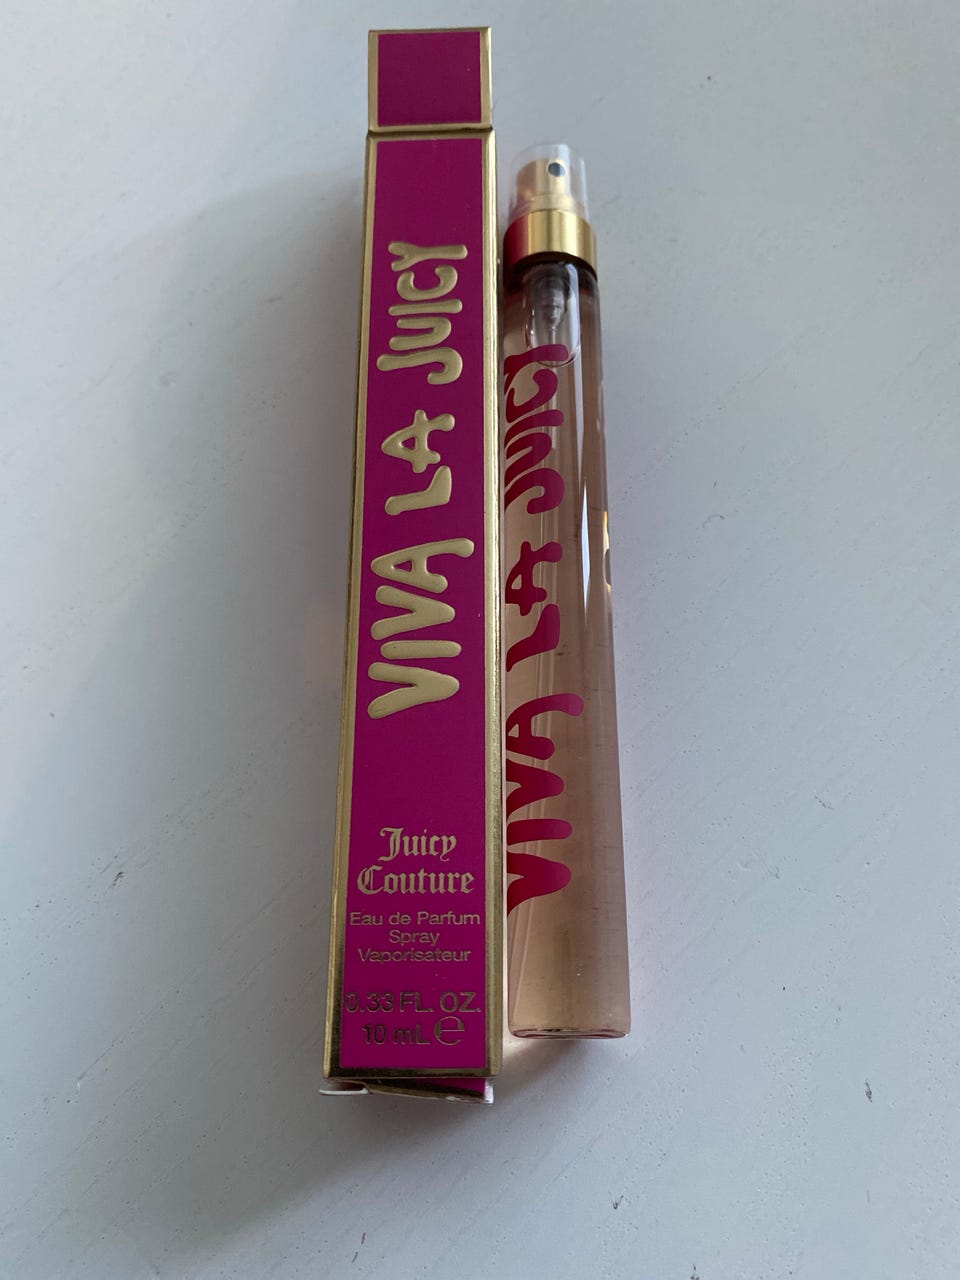 VIVA LA JUICY
Juicy
Couture
Eau de Parfum
Spray
Vaporisateur
0.33 FL. OZ.
10 mL ℮
VIVA LA JUICY